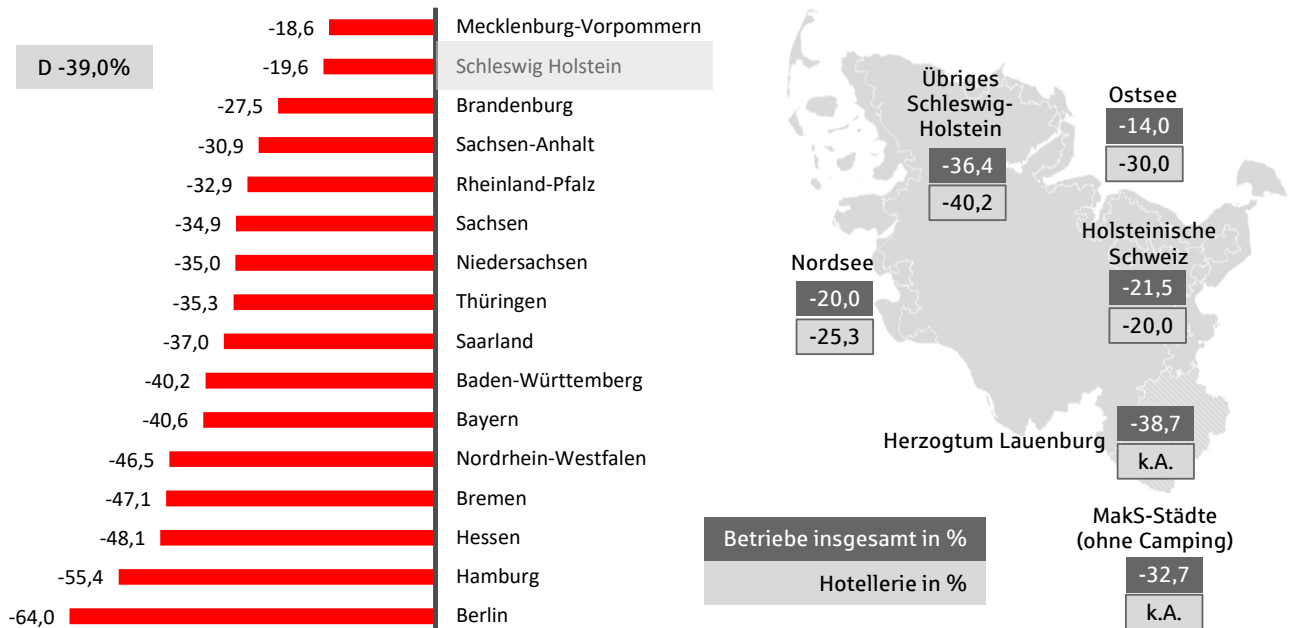 D -39,0%
-18,6 Mecklenburg-Vorpommern
-19,6 Schleswig Holstein
-27,5 Brandenburg
-30,9 Sachsen-Anhalt
-32,9 Rheinland-Pfalz
-34,9 Sachsen
-35,0 Niedersachsen
-35,3 Thüringen
-37,0 Saarland
-40,2 Baden-Württemberg
-40,6 Bayern
-46,5 Nordrhein-Westfalen
-47,1 Bremen
-48,1 Hessen
-55,4 Hamburg
-64,0 Berlin
Übriges
Schleswig-
Holstein
-36,4
-40,2
Ostsee
-14,0
-30,0
Nordsee
-20,0
-25,3
Holsteinische
Schweiz
-21,5
-20,0
Herzogtum Lauenburg
-38,7
k.A.
MakS-Städte
(ohne Camping)
-32,7
k.A.
Betriebe insgesamt in %
Hotellerie in %